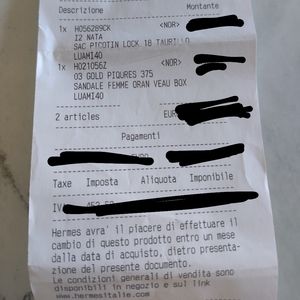 Descrizione Montante
1x H056289CK <NOR>
I2 NATA
SAC PICOTIN LOCK 18 TAURILLO
LUAMI40
1x H021056Z <NOR>
03 GOLD PIQURES 375
SANDALE FEMME ORAN VEAU BOX
LUAMI40
2 articles EUR
Pagamenti
EURO
Taxe Imposta Aliquota Imponibile
Hermes avra' il piacere di effettuare il
cambio di questo prodotto entro un mese
dalla data di acquisto, dietro presenta-
zione del presente documento.
Le condizioni generali di vendita sono
disponibili in negozio e sul link
www.hermesitalie.com